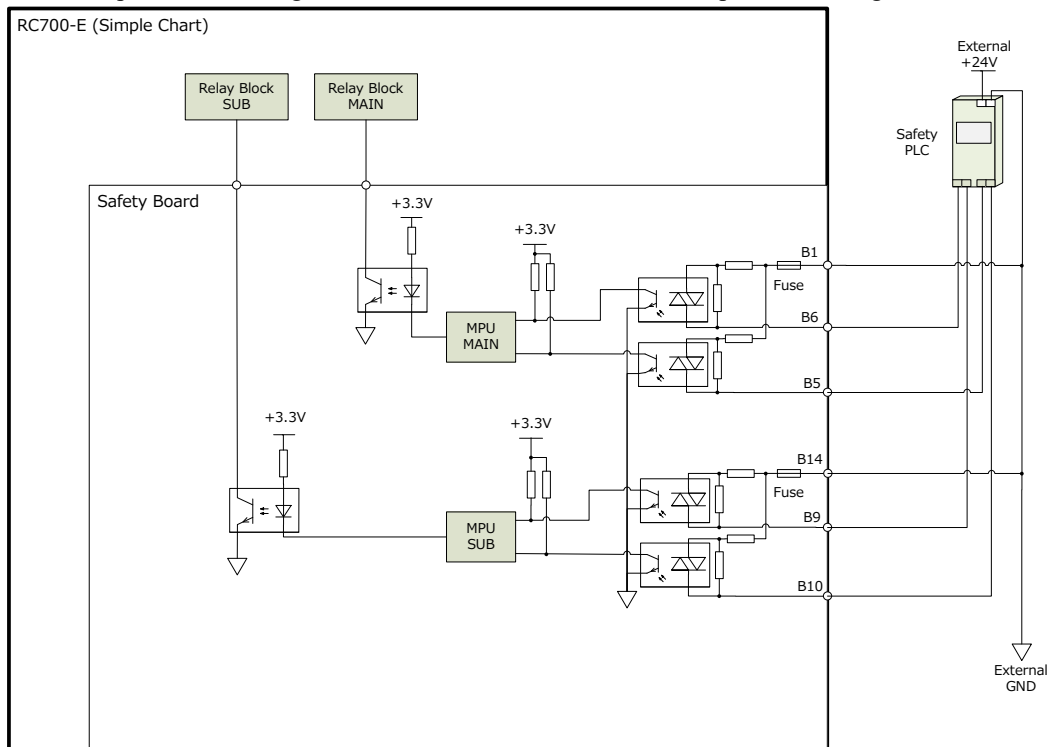 RC700-E (Simple Chart)
External
+24V
Relay Block
SUB
Relay Block
MAIN
Safety
PLC
Safety Board
+3.3V
+3.3V
B1
Fuse
B6
MPU
MAIN
B5
+3.3V
+3.3V
B14
Fuse
B9
MPU
SUB
B10
External
GND